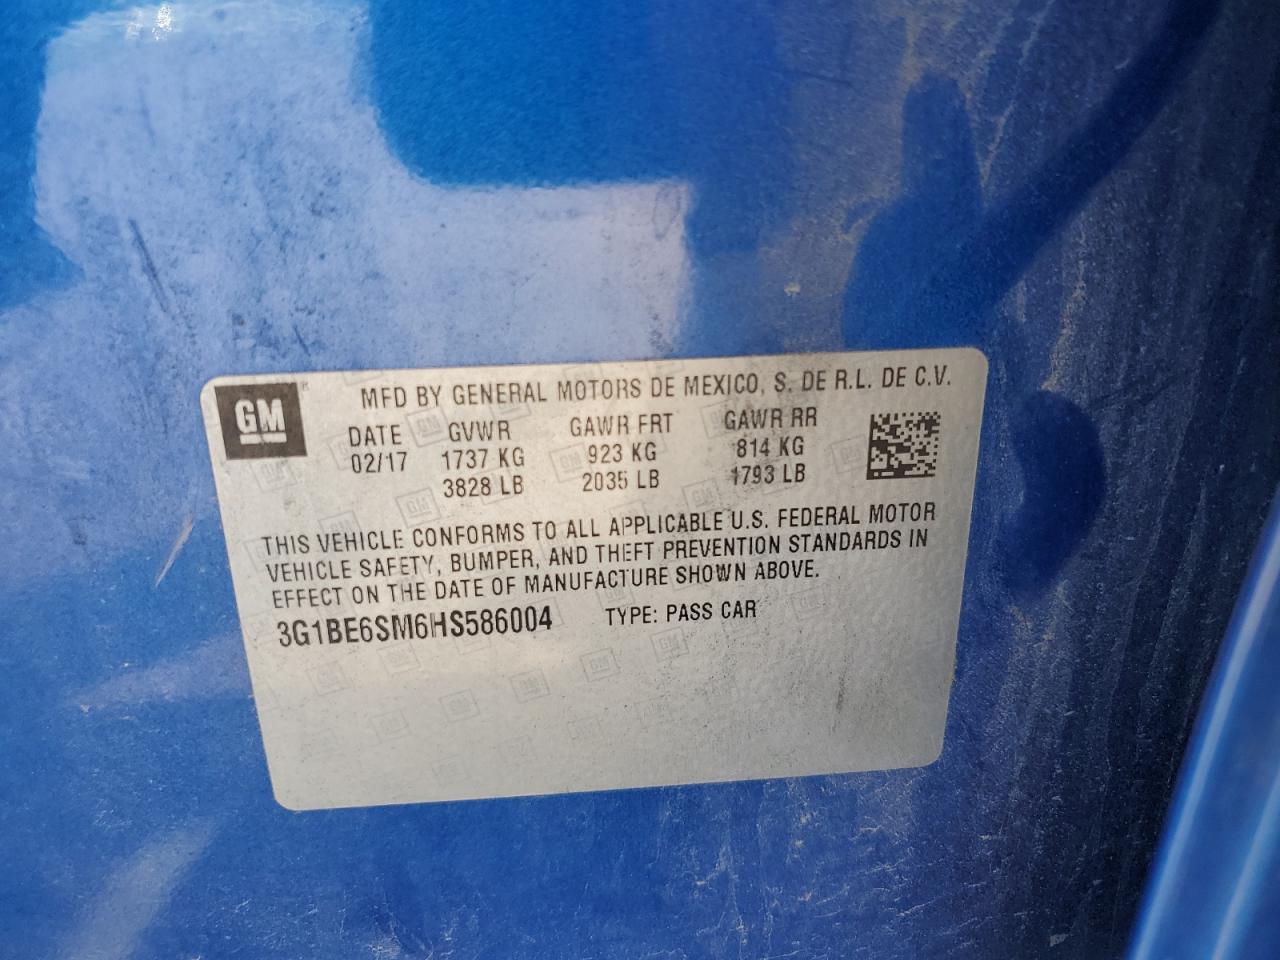 GM
MFD BY GENERAL MOTORS DE MEXICO, S. DE R.L. DE C.V.
DATE GVWR GAWR FRT GAWR RR
02/17 1737 KG 923 KG 814 KG
3828 LB 2035 LB 1793 LB
THIS VEHICLE CONFORMS TO ALL APPLICABLE U.S. FEDERAL MOTOR
VEHICLE SAFETY, BUMPER, AND THEFT PREVENTION STANDARDS IN
EFFECT ON THE DATE OF MANUFACTURE SHOWN ABOVE.
3G1BE6SM6HS586004 TYPE: PASS CAR